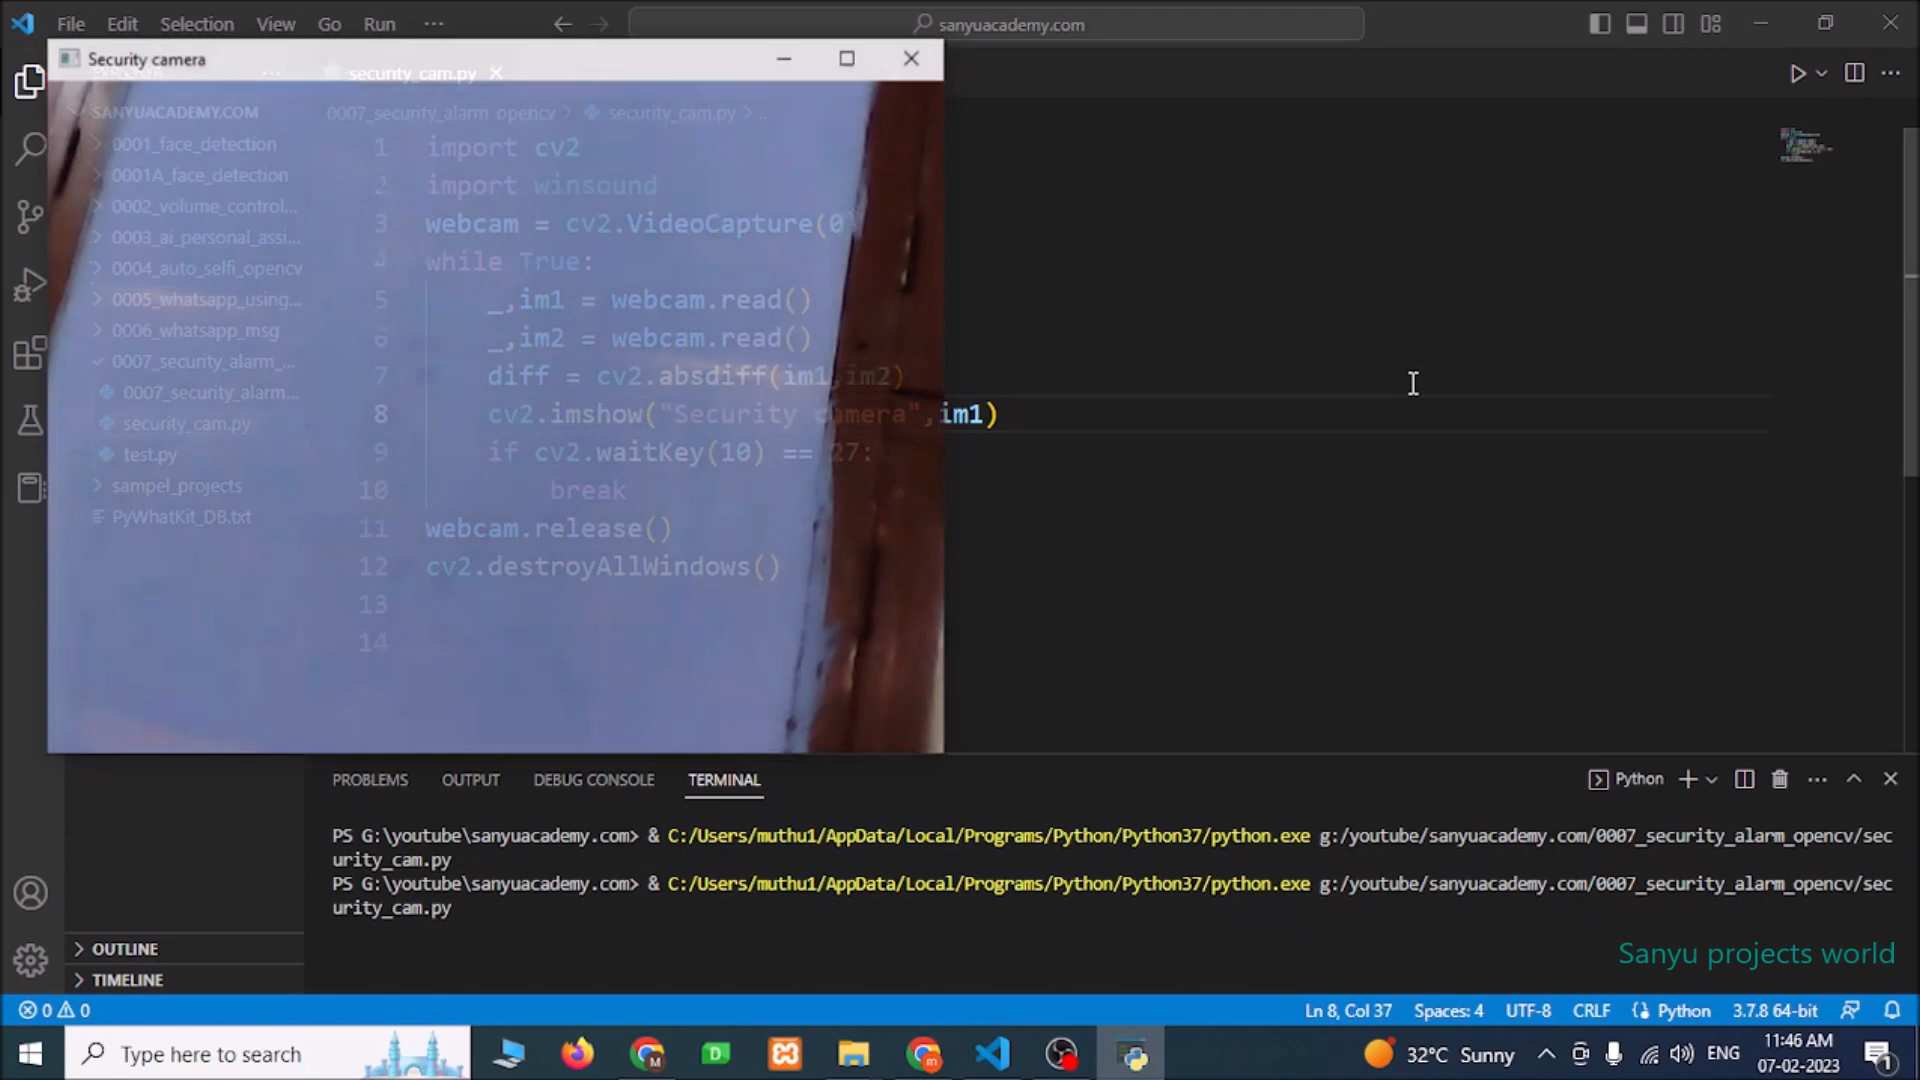 File Edit Selection View Go Run ···
sanyuacademy.com
Security camera
security_cam.py
SANYUACADEMY.COM
0001_face_detection
0001A_face_detection
0002_volume_control...
0003_ai_personal_assi...
0004_auto_selfi_opencv
0005_whatsapp_using...
0006_whatsapp_msg
0007_security_alarm_...
0007_security_alarm...
security_cam.py
test.py
sampel_projects
PyWhatKit_DB.txt
OUTLINE
TIMELINE
0007_security_alarm_opencv > security_cam.py > ..
1 import cv2
2 import winsound
3 webcam = cv2.VideoCapture(0)
4 while True:
5 _,im1 = webcam.read()
6 _,im2 = webcam.read()
7 diff = cv2.absdiff(im1,im2)
8 cv2.imshow("Security camera",im1)
9 if cv2.waitKey(10) == 27:
10 break
11 webcam.release()
12 cv2.destroyAllWindows()
13
14
PROBLEMS OUTPUT DEBUG CONSOLE TERMINAL
Python
PS G:\youtube\sanyuacademy.com> & C:/Users/muthu1/AppData/Local/Programs/Python/Python37/python.exe g:/youtube/sanyuacademy.com/0007_security_alarm_opencv/sec
urity_cam.py
PS G:\youtube\sanyuacademy.com> & C:/Users/muthu1/AppData/Local/Programs/Python/Python37/python.exe g:/youtube/sanyuacademy.com/0007_security_alarm_opencv/sec
urity_cam.py
Sanyu projects world
0 0
Ln 8, Col 37 Spaces: 4 UTF-8 CRLF Python 3.7.8 64-bit
Type here to search
32°C Sunny
ENG
11:46 AM
07-02-2023
1